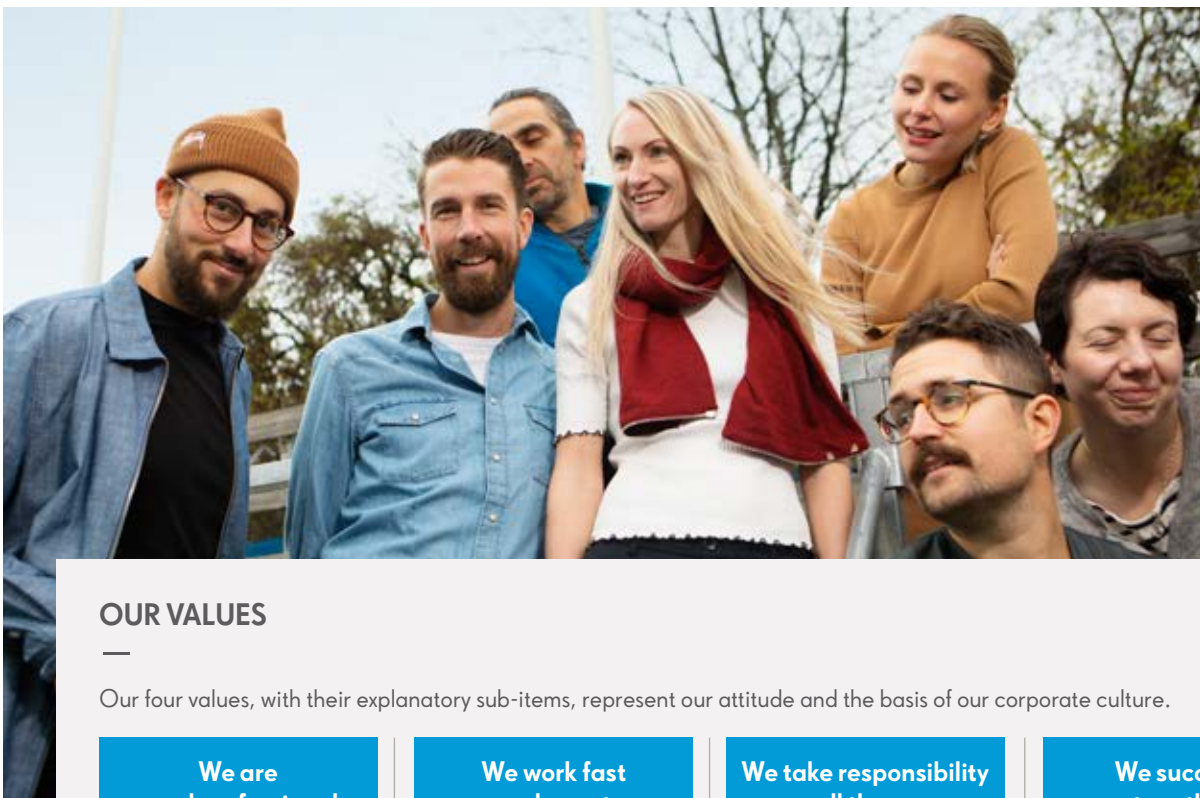 OUR VALUES
Our four values, with their explanatory sub-items, represent our attitude and the basis of our corporate culture.
We are
We work fast
We take responsibility
We